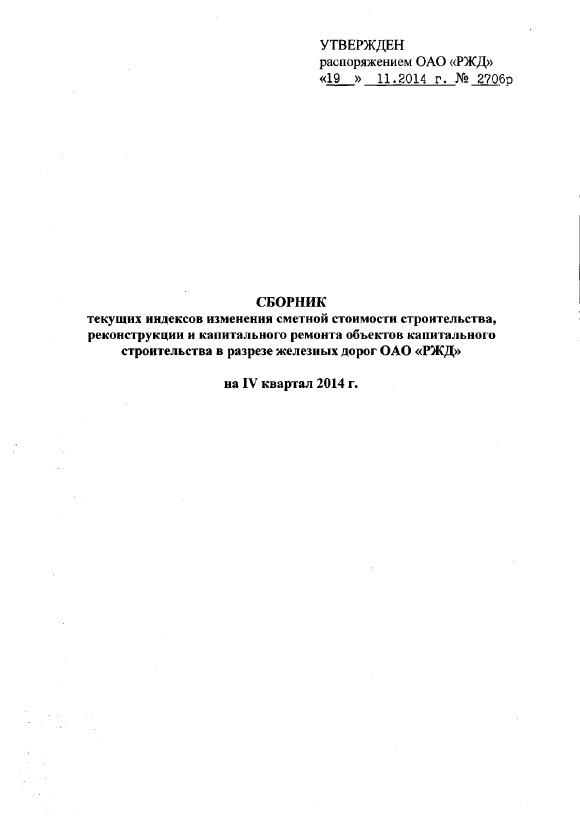 УТВЕРЖДЕН
распоряжением ОАО «РЖД»
«19 » 11.2014 г. № 2706р
СБОРНИК
текущих индексов изменения сметной стоимости строительства,
реконструкции и капитального ремонта объектов капитального
строительства в разрезе железных дорог ОАО «РЖД»
на IV квартал 2014 г.